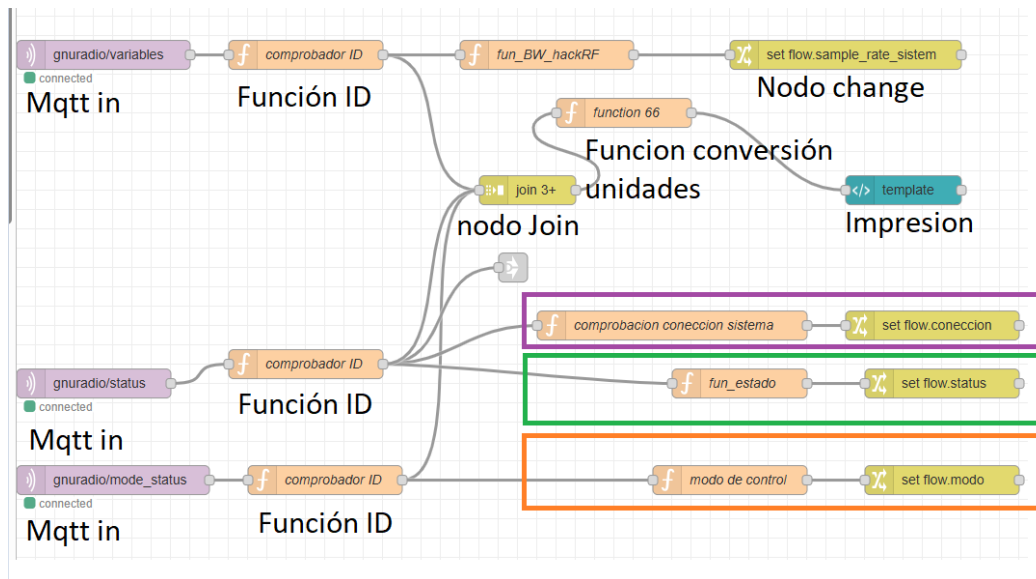 gnuradio/variables
comprobador ID
fun_BW_hackRF
set flow.sample_rate_sistem
connected
Mqtt in
Función ID
Nodo change
function 66
Funcion conversión
unidades
join 3+
template
nodo Join
Impresion
comprobacion coneccion sistema
set flow.coneccion
comprobador ID
gnuradio/status
fun_estado
set flow.status
connected
Función ID
Mqtt in
gnuradio/mode_status
comprobador ID
modo de control
set flow.modo
connected
Mqtt in
Función ID